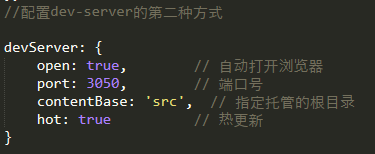 //配置dev-server的第二种方式
devServer: {
    open: true,        // 自动打开浏览器
    port: 3050,        // 端口号
    contentBase: 'src',  // 指定托管的根目录
    hot: true          // 热更新
}